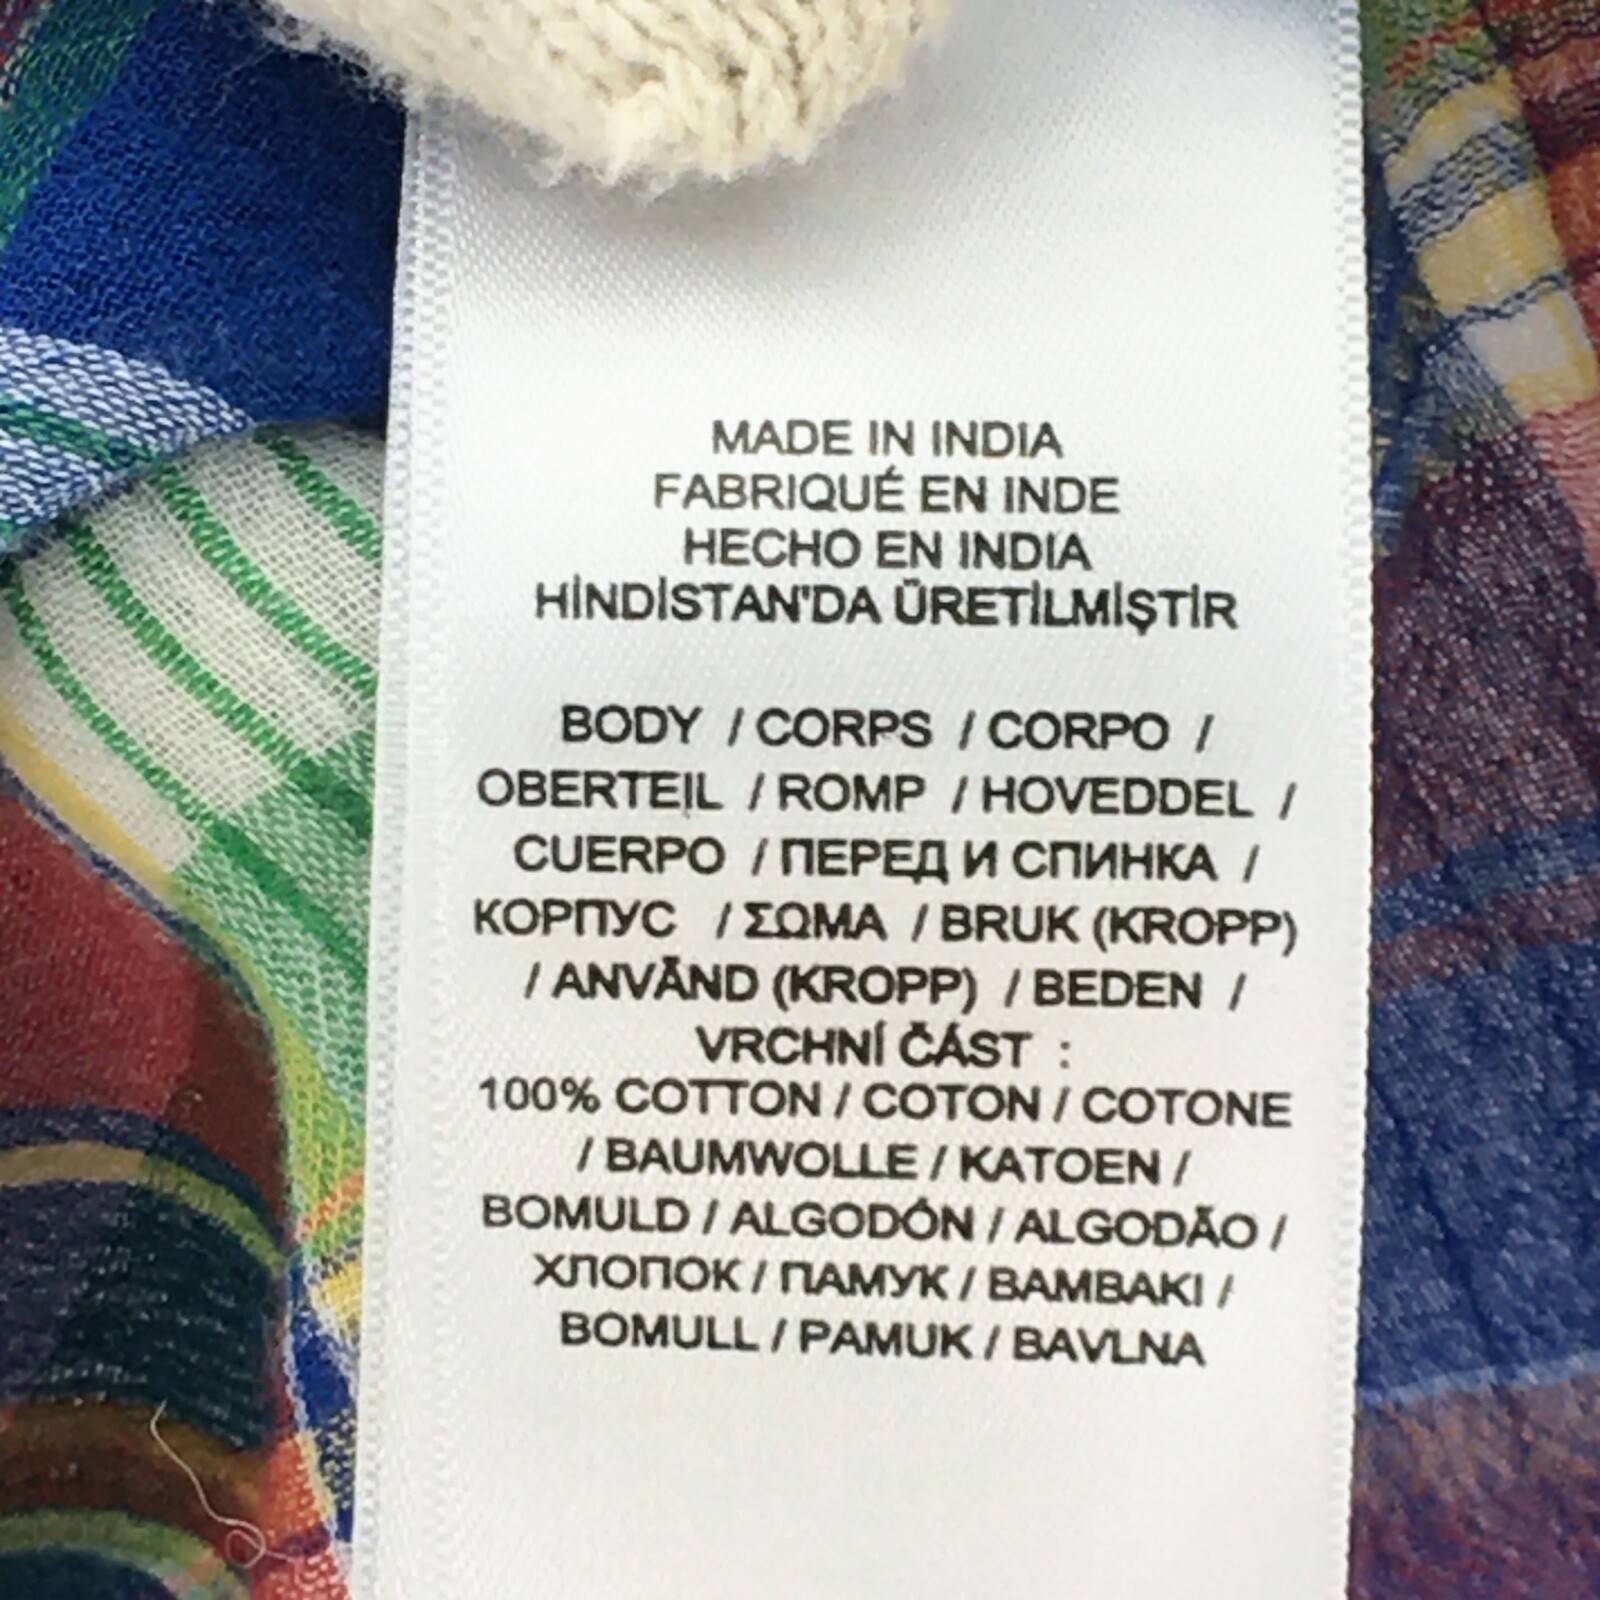 MADE IN INDIA
FABRIQUÉ EN INDE
HECHO EN INDIA
HİNDİSTAN'DA ÜRETİLMİŞTİR
BODY / CORPS / CORPO /
OBERTEIL / ROMP / HOVEDDEL /
CUERPO / ПЕРЕД И СПИНКА /
КОРПУС / ΣΩΜΑ / BRUK (KROPP)
/ ANVÄND (KROPP) / BEDEN /
VRCHNÍ ČÁST :
100% COTTON / COTON / COTONE
/ BAUMWOLLE / KATOEN /
BOMULD / ALGODÓN / ALGODÃO /
ХЛОПОК / ПАМУК / ΒΑΜΒΑΚΙ /
BOMULL / PAMUK / BAVLNA